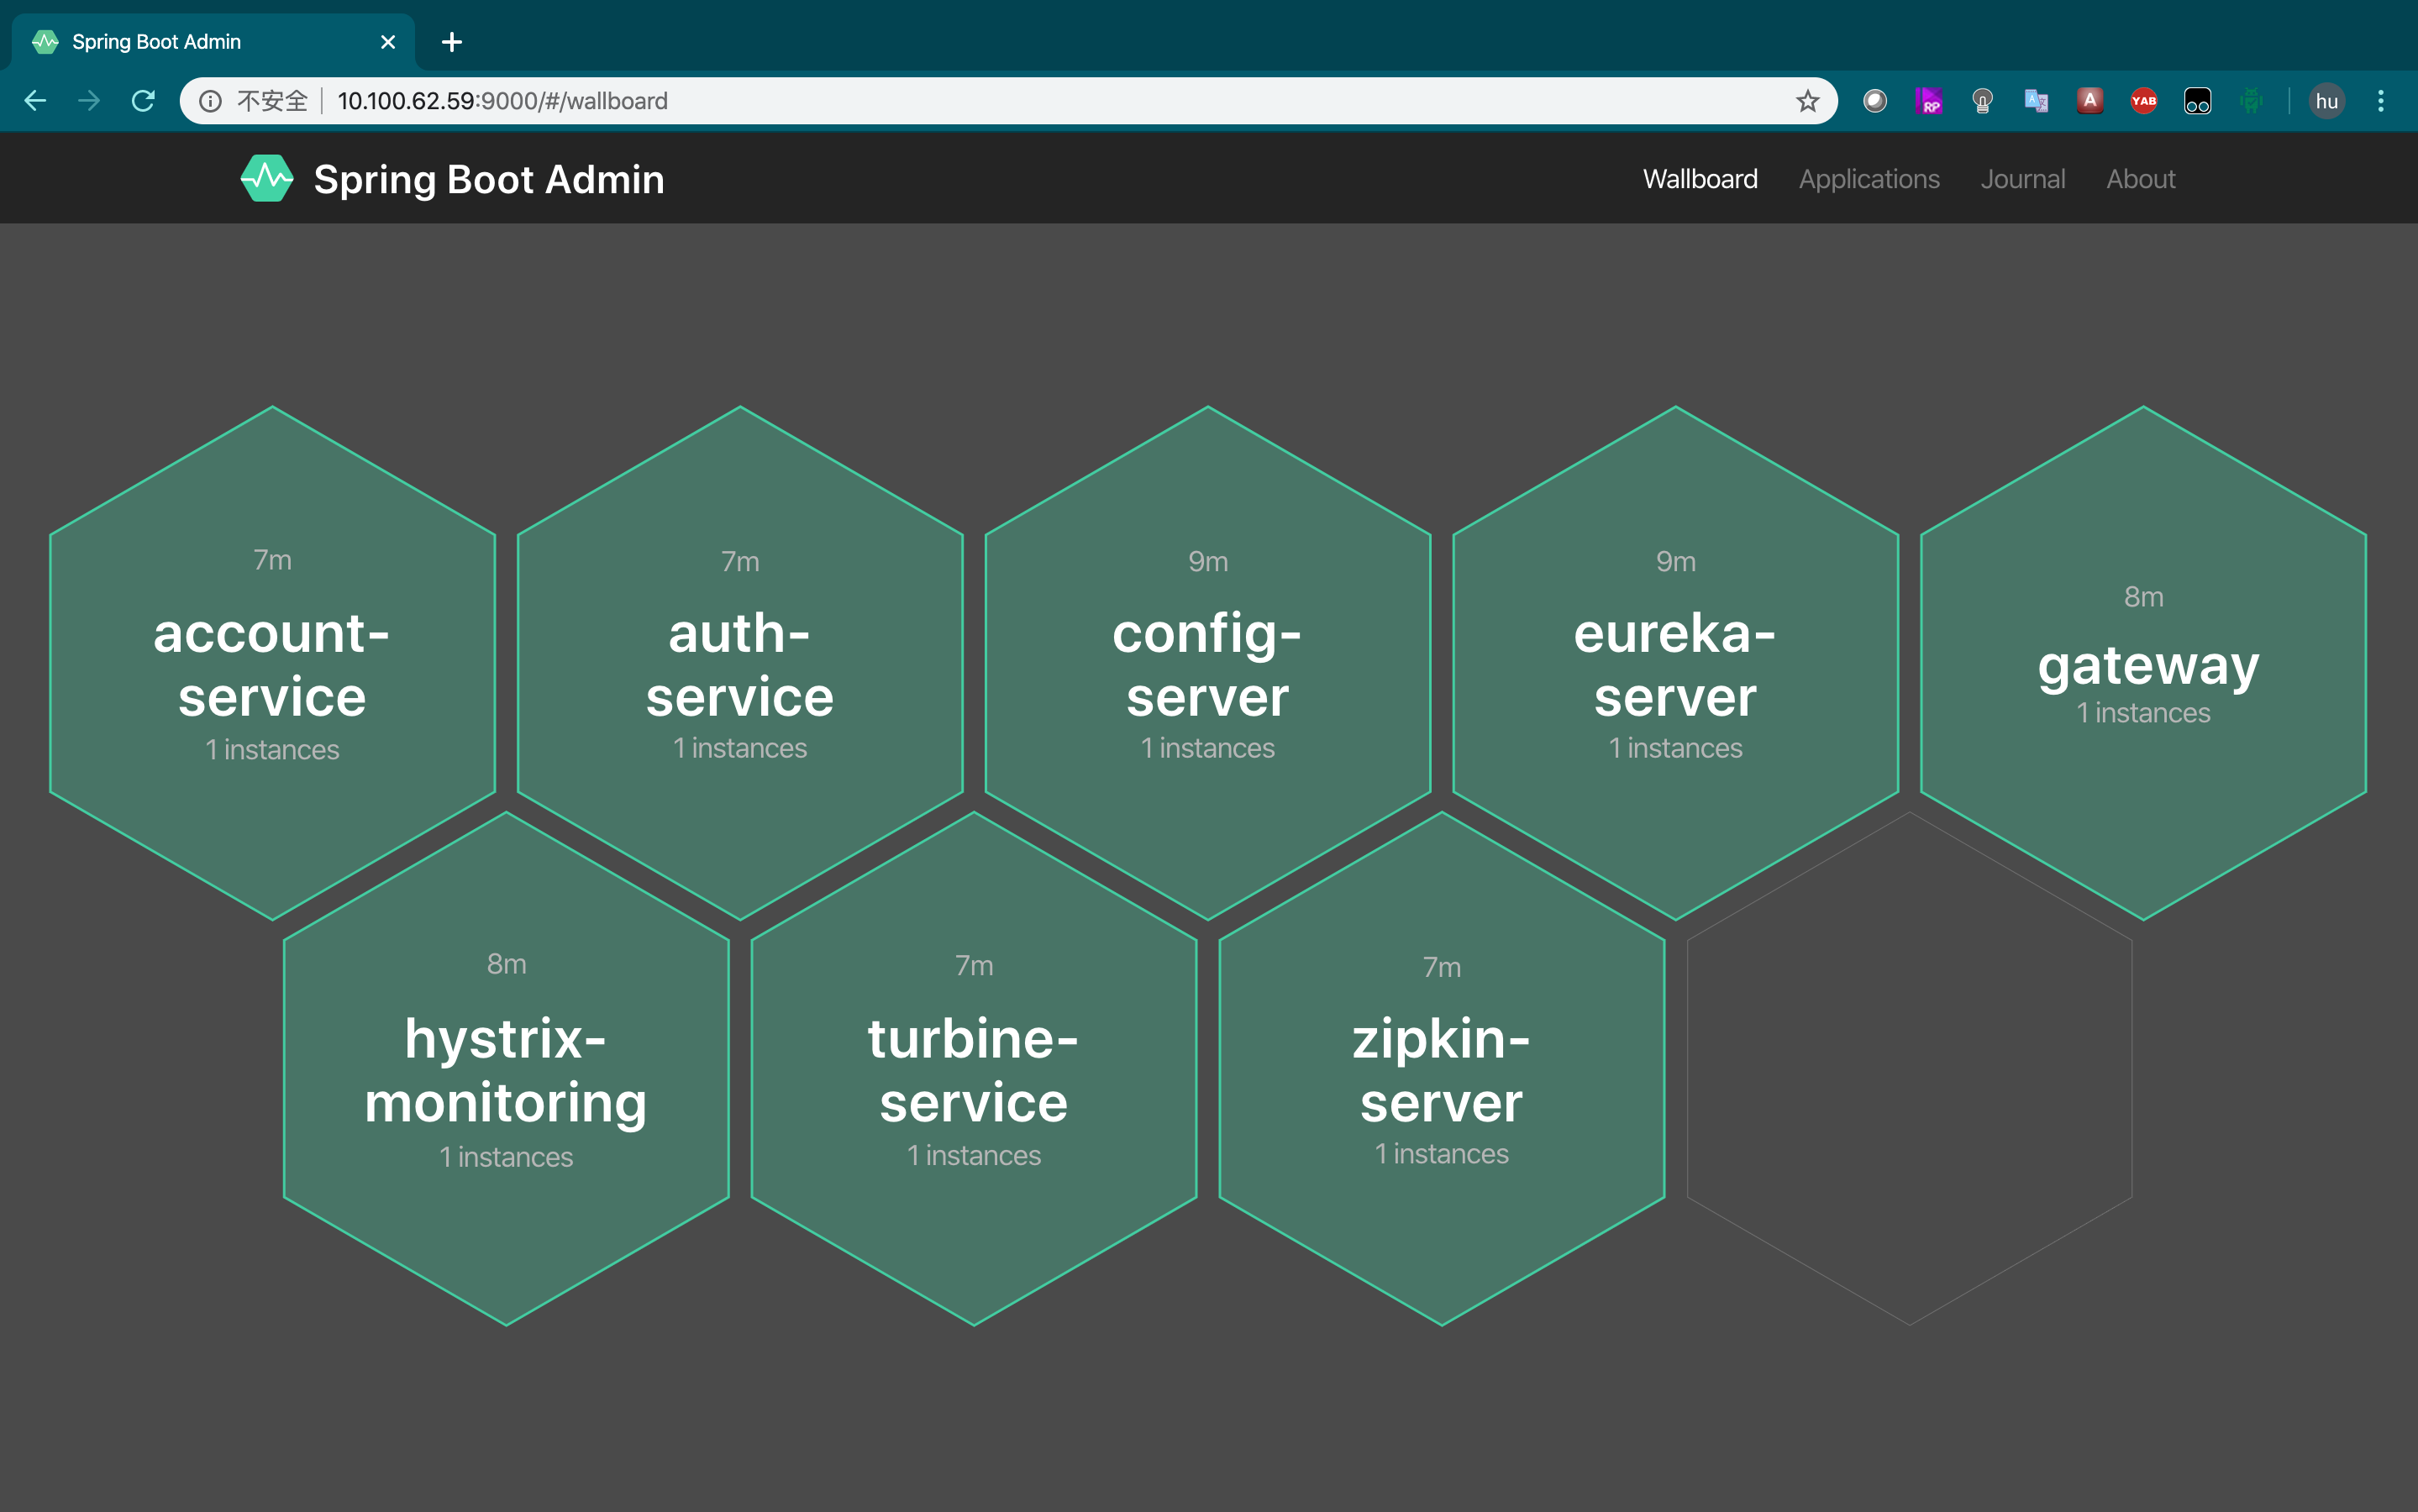 Spring Boot Admin
不安全 10.100.62.59:9000/#/wallboard
RP
A
YAB
hu
Spring Boot Admin
Wallboard Applications Journal About
7m
account-
service
1 instances
7m
auth-
service
1 instances
9m
config-
server
1 instances
9m
eureka-
server
1 instances
8m
gateway
1 instances
8m
hystrix-
monitoring
1 instances
7m
turbine-
service
1 instances
7m
zipkin-
server
1 instances